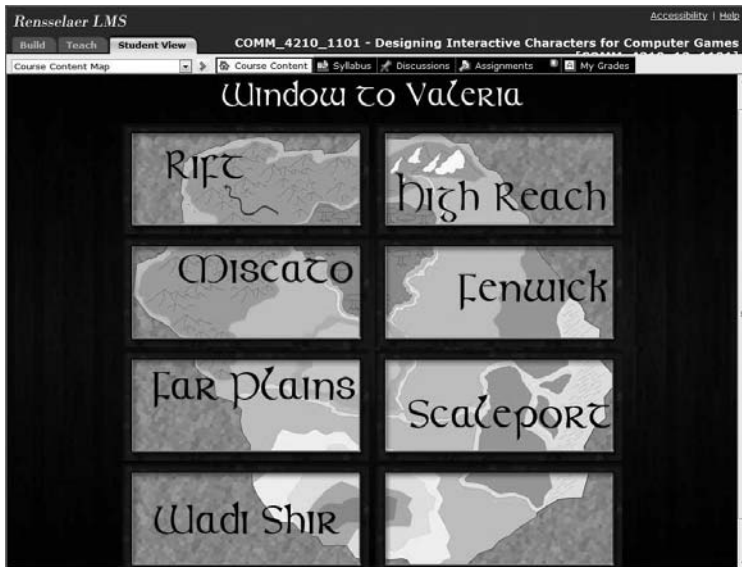 Rensselaer LMS
Accessibility | Help
Build Teach Student View
COMM_4210_1101 - Designing Interactive Characters for Computer Games
Course Content Map
Course Content Syllabus Discussions Assignments My Grades
Window to Valeria
Rift
High Reach
Miscato
Fenwick
Far Plains
Scaleport
Wadi Shir